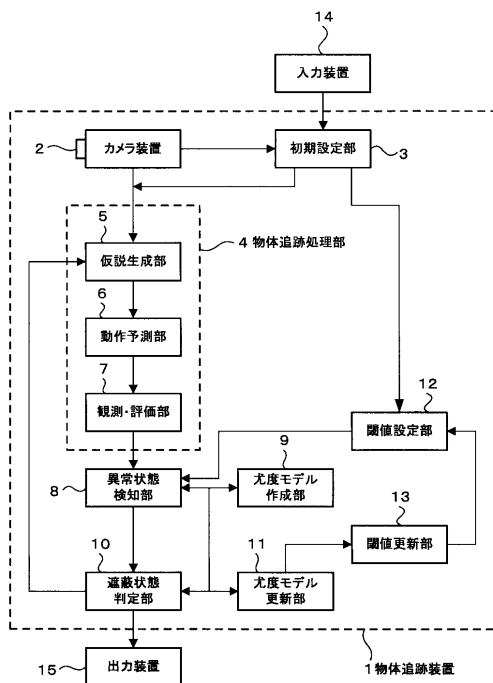 14
入力装置
2
カメラ装置
初期設定部
3
5
4 物体追跡処理部
仮説生成部
6
動作予測部
7
観測・評価部
12
閾値設定部
9
異常状態
検知部
8
尤度モデル
作成部
13
閾値更新部
10
11
遮蔽状態
判定部
尤度モデル
更新部
15
出力装置
1 物体追跡装置